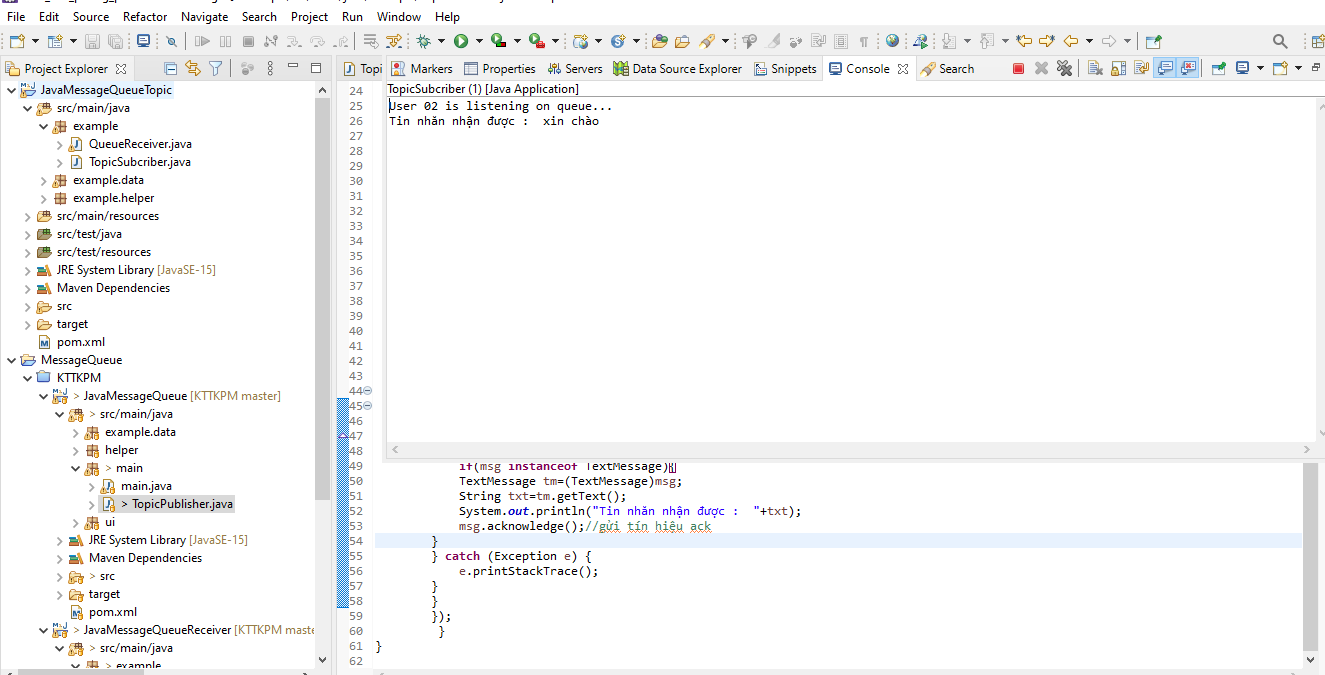 File Edit Source Refactor Navigate Search Project Run Window Help
Project Explorer
JavaMessageQueueTopic
src/main/java
example
QueueReceiver.java
TopicSubcriber.java
example.data
example.helper
src/main/resources
src/test/java
src/test/resources
JRE System Library [JavaSE-15]
Maven Dependencies
src
target
pom.xml
MessageQueue
KTTKPM
> JavaMessageQueue [KTTKPM master]
> src/main/java
example.data
helper
> main
main.java
> TopicPublisher.java
ui
JRE System Library [JavaSE-15]
Maven Dependencies
> src
target
pom.xml
> JavaMessageQueueReceiver [KTTKPM maste
> src/main/java
> example
Topi Markers Properties Servers Data Source Explorer Snippets Console Search
TopicSubcriber (1) [Java Application]
User 02 is listening on queue...
Tin nhắn nhận được :  xin chào
24
25
26
27
28
29
30
31
32
33
34
35
36
37
38
39
40
41
42
43
44
45
46
47
48
49 if(msg instanceof TextMessage){
50 TextMessage tm=(TextMessage)msg;
51 String txt=tm.getText();
52 System.out.println("Tin nhắn nhận được :  "+txt);
53 msg.acknowledge();//gửi tín hiệu ack
54 }
55 } catch (Exception e) {
56 e.printStackTrace();
57 }
58 }
59 });
60 }
61 }
62